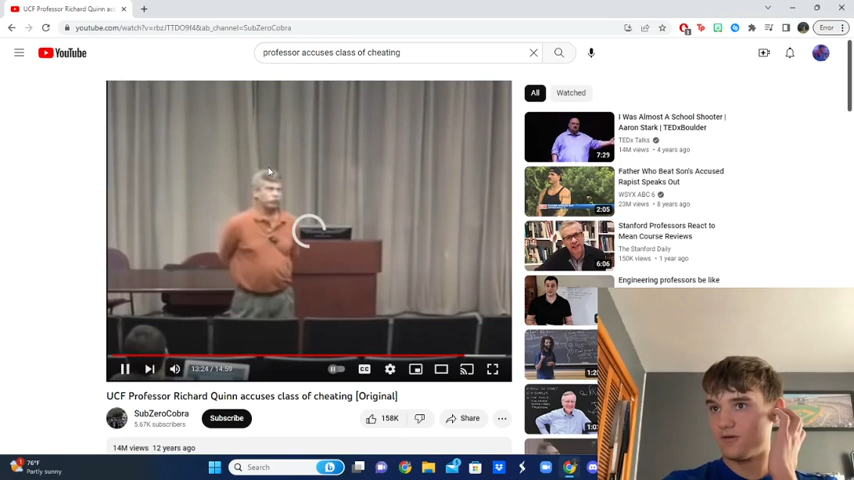 UCF Professor Richard Quinn acc
youtube.com/watch?v=rbzJTTDO9f4&ab_channel=SubZeroCobra
Error
YouTube
professor accuses class of cheating
All
Watched
I Was Almost A School Shooter |
Aaron Stark | TEDxBoulder
TEDx Talks
14M views • 4 years ago
7:29
Father Who Beat Son's Accused
Rapist Speaks Out
WSYX ABC 6
23M views • 8 years ago
2:05
Stanford Professors React to
Mean Course Reviews
The Stanford Daily
150K views • 1 year ago
6:06
Engineering professors be like
13:24 / 14:59
UCF Professor Richard Quinn accuses class of cheating [Original]
SubZeroCobra
5.67K subscribers
Subscribe
158K
Share
14M views 12 years ago
76°F
Partly sunny
Search